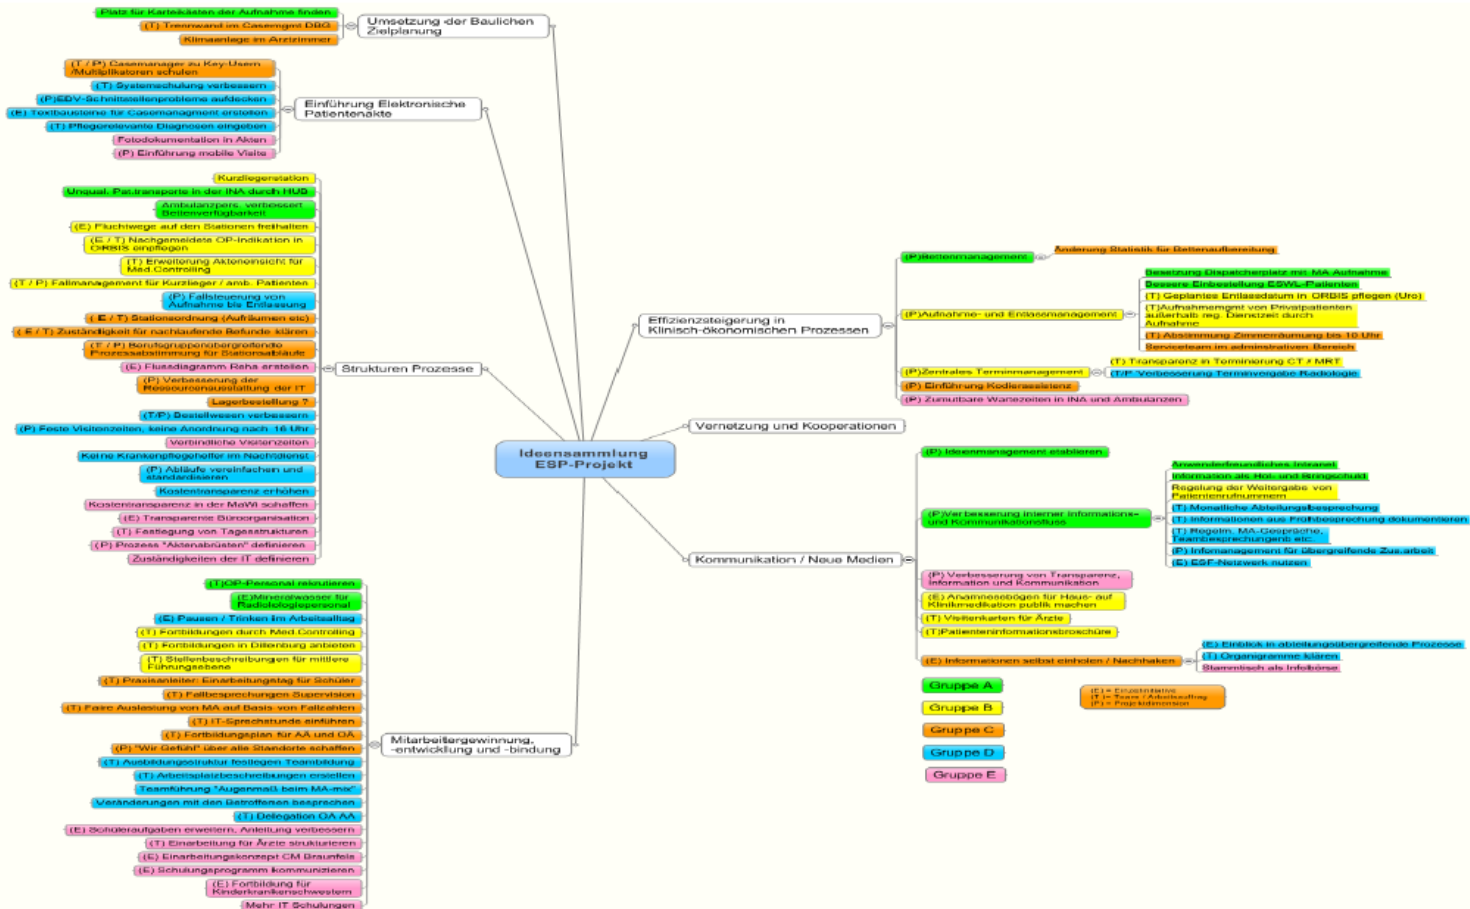 Platz für Karteikästen der Aufnahme finden
(T) Trennwand im Casemgmt DBG
Klimaanlage im Arztzimmer
Umsetzung der Baulichen
Zielplanung
(T / P) Casemanager zu Key-Usern
/Multiplikatoren schulen
(T) Systemschulung verbessern
(P)EDV-Schnittstellenprobleme aufdecken
(E) Textbausteine für Casemanagment erstellen
(T) Pflegerelevante Diagnosen eingeben
Fotodokumentation in Akten
(P) Einführung mobile Visite
Einführung Elektronische
Patientenakte
Kurzliegerstation
Unqual. Pat.transporte in der INA durch HUB
Ambulanzpers. verbessert
Bettenverfügbarkeit
(E) Fluchtwege auf den Stationen freihalten
(E / T) Nachgemeldete OP-Indikation in
ORBIS einpflegen
(T) Erweiterung Akteneinsicht für
Med.Controlling
(T / P) Fallmanagement für Kurzlieger / amb. Patienten
(P) Fallsteuerung von
Aufnahme bis Entlassung
( E / T) Stationsordnung (Aufräumen etc)
( E / T) Zuständigkeit für nachlaufende Befunde klären
(T / P) Berufsgruppenübergreifende
Prozessabstimmung für Stationsabläufe
(E) Flussdiagramm Reha erstellen
(P) Verbesserung der
Ressourcenausstattung der IT
Lagerbestellung ?
(T/P) Bestellwesen verbessern
(P) Feste Visitenzeiten, keine Anordnung nach 16 Uhr
Verbindliche Visitenzeiten
Keine Krankenpflegehelfer im Nachtdienst
(P) Abläufe vereinfachen und
standardisieren
Kostentransparenz erhöhen
Kostentransparenz in der MaWi schaffen
(E) Transparente Büroorganisation
(T) Festlegung von Tagesstrukturen
(P) Prozess "Aktenabrüsten" definieren
Zuständigkeiten der IT definieren
Strukturen Prozesse
(T)OP-Personal rekrutieren
(E)Mineralwasser für
Radiolologiepersonal
(E) Pausen / Trinken im Arbeitsalltag
(T) Fortbildungen durch Med.Controlling
(T) Fortbildungen in Dillenburg anbieten
(T) Stellenbeschreibungen für mittlere
Führungsebene
(T) Praxisanleiter: Einarbeitungstag für Schüler
(T) Fallbesprechungen Supervision
(T) Faire Auslastung von MA auf Basis von Fallzahlen
(T) IT-Sprechstunde einführen
(T) Fortbildungsplan für AA und OÄ
(P) "Wir Gefühl" über alle Standorte schaffen
(T) Ausbildungsstruktur festlegen Teambildung
(T) Arbeitsplatzbeschreibungen erstellen
Teamführung "Augenmaß beim MA-mix"
Veränderungen mit den Betroffenen besprechen
(T) Delegation OA AA
(E) Schüleraufgaben erweitern, Anleitung verbessern
(T) Einarbeitung für Ärzte strukturieren
(E) Einarbeitungskonzept CM Braunfels
(E) Schulungsprogramm kommunizieren
(E) Fortbildung für
Kinderkrankenschwestern
Mehr IT Schulungen
Mitarbeitergewinnung,
-entwicklung und -bindung
Ideensammlung
ESP-Projekt
Effizienzsteigerung in
Klinisch-ökonomischen Prozessen
(P)Bettenmanagement
Änderung Statistik für Bettenaufbereitung
(P)Aufnahme- und Entlassmanagement
Besetzung Dispatcherplatz mit MA Aufnahme
Bessere Einbestellung ESWL-Patienten
(T) Geplantes Entlassdatum in ORBIS pflegen (Uro)
(T)Aufnahmemgmt von Privatpatienten
außerhalb reg. Dienstzeit durch
Aufnahme
(T) Abstimmung Zimmerräumung bis 10 Uhr
Serviceteam im adminstrativen Bereich
(P)Zentrales Terminmanagement
(T) Transparenz in Terminierung CT / MRT
(T/P Verbesserung Terminvergabe Radiologie
(P) Einführung Kodierassistenz
(P) Zumutbare Wartezeiten in INA und Ambulanzen
Vernetzung und Kooperationen
Kommunikation / Neue Medien
(P) Ideenmanagement etablieren
(P)Verbesserung interner Informations-
und Kommunikationsfluss
Anwenderfreundliches Intranet
Information als Hol- und Bringschuld
Regelung der Weitergabe von
Patientenrufnummern
(T) Monatliche Abteilungsbesprechung
(T) Informationen aus Frühbesprechung dokumentieren
(T) Regelm. MA-Gespräche,
Teambesprechungenb etc..
(P) Infomanagement für übergreifende Zus.arbeit
(E) ESF-Netzwerk nutzen
(P) Verbesserung von Transparenz,
Information und Kommunikation
(E) Anamnesebögen für Haus- auf
Klinikmedikation publik machen
(T) Visitenkarten für Ärzte
(T)Patienteninformationsbroschüre
(E) Informationen selbst einholen / Nachhaken
(E) Einblick in abteilungsübergreifende Prozesse
(T) Organigramme klären
Stammtisch als Infobörse
Gruppe A
Gruppe B
Gruppe C
Gruppe D
Gruppe E
(E) = Einzelinitiative
(T) = Team / Arbeitsauftrag
(P) = Projektdimension